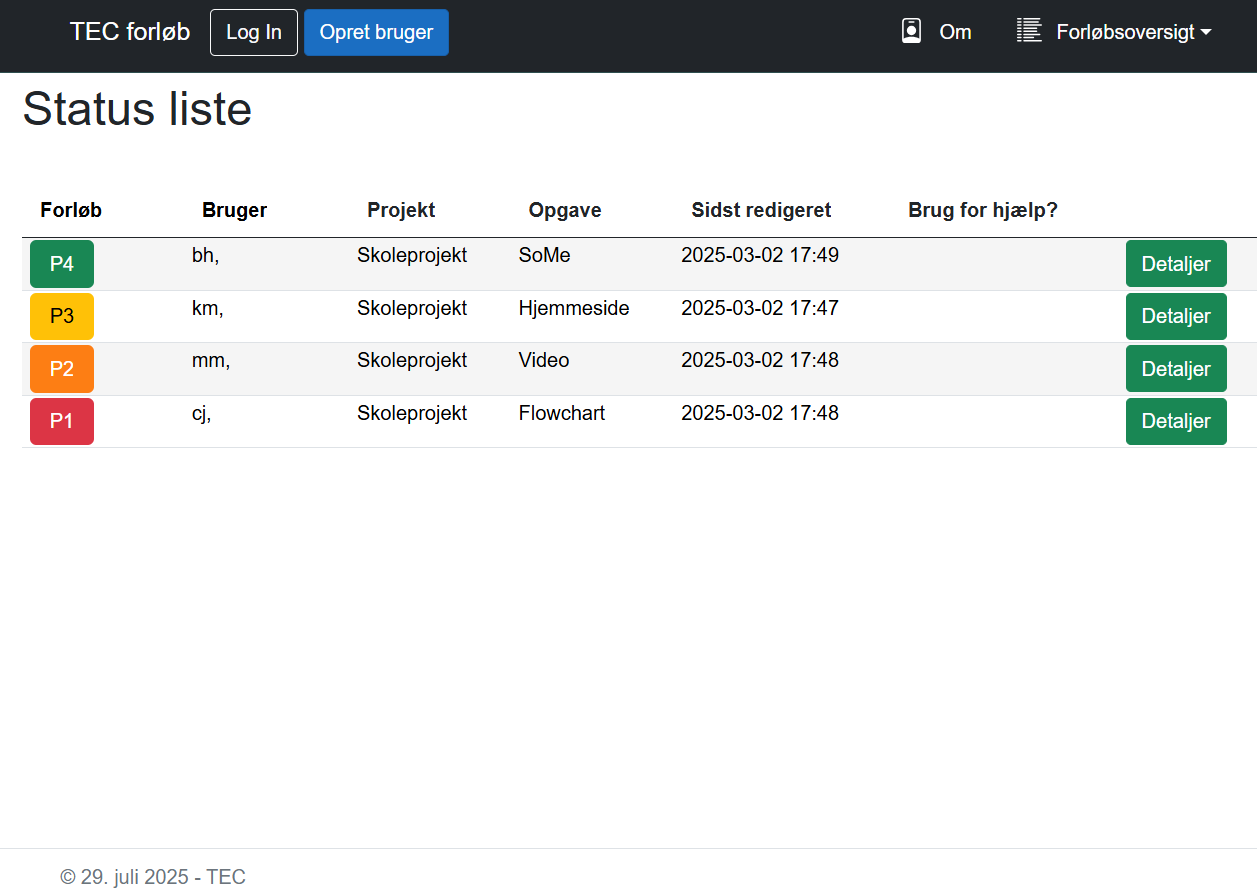 TEC forløb Log In Opret bruger Om Forløbsoversigt
Status liste
Forløb Bruger Projekt Opgave Sidst redigeret Brug for hjælp?
P4 bh, Skoleprojekt SoMe 2025-03-02 17:49 Detaljer
P3 km, Skoleprojekt Hjemmeside 2025-03-02 17:47 Detaljer
P2 mm, Skoleprojekt Video 2025-03-02 17:48 Detaljer
P1 cj, Skoleprojekt Flowchart 2025-03-02 17:48 Detaljer
© 29. juli 2025 - TEC